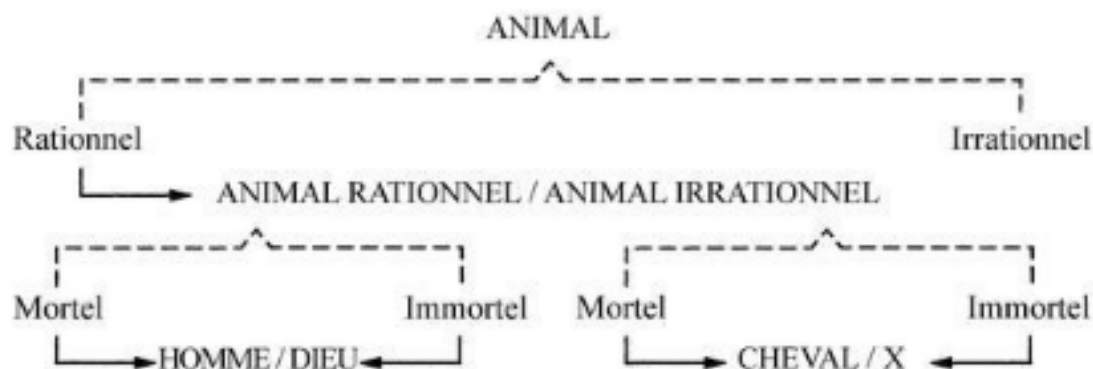 ANIMAL
Rationnel Irrationnel
ANIMAL RATIONNEL / ANIMAL IRRATIONNEL
Mortel Immortel Mortel Immortel
HOMME / DIEU CHEVAL / X